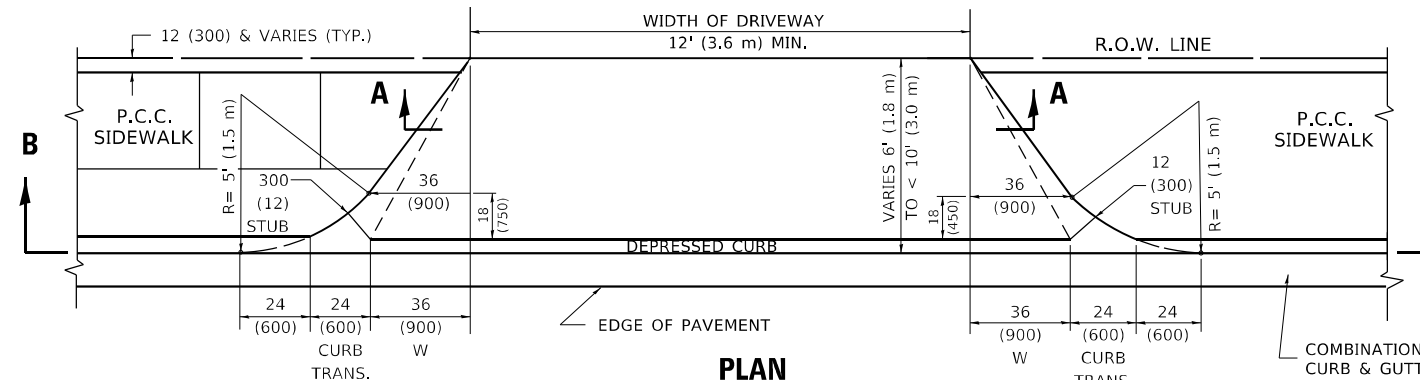 WIDTH OF DRIVEWAY
12' (3.6 m) MIN.
12 (300) & VARIES (TYP.)
R.O.W. LINE
A
A
P.C.C.
SIDEWALK
P.C.C.
SIDEWALK
B
R= 5' (1.5 m)
300
(12)
STUB
36
(900)
18
(750)
VARIES 6' (1.8 m)
TO < 10' (3.0 m)
36
(900)
18
(450)
12
(300)
STUB
R= 5' (1.5 m)
DEPRESSED CURB
24
(600)
24
(600)
CURB
TRANS.
36
(900)
W
EDGE OF PAVEMENT
PLAN
36
(900)
W
24
(600)
CURB
TRANS.
24
(600)
COMBINATION
CURB & GUTT